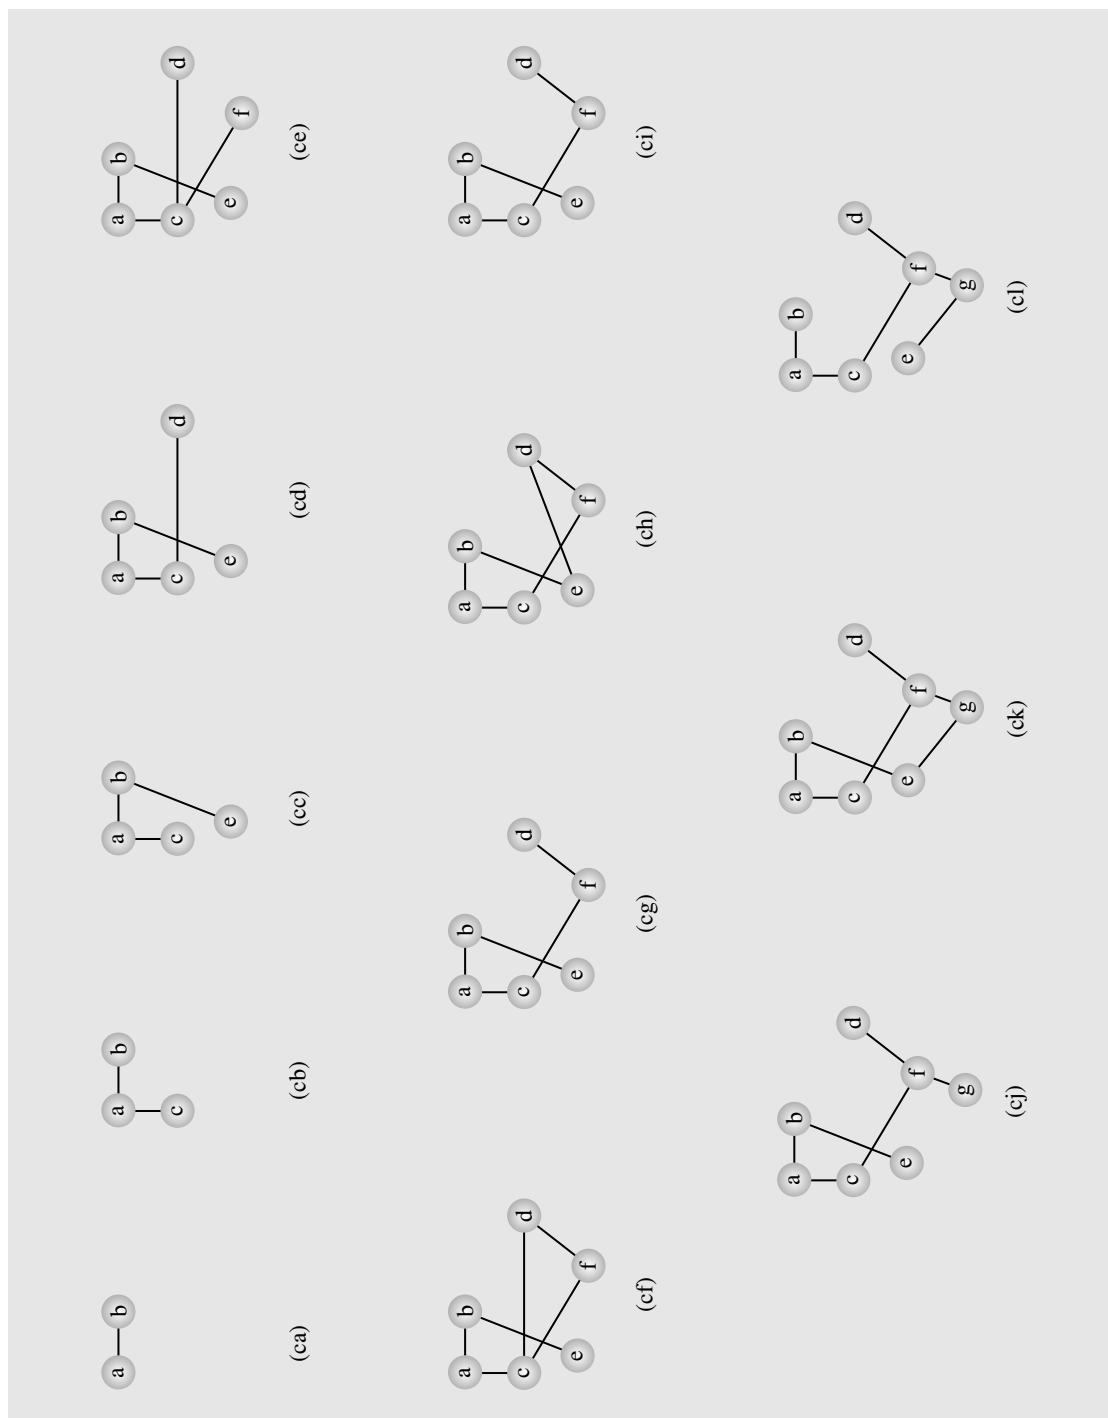 a b a b a b a b a b
c c c d c d
e e e f
(ca) (cb) (cc) (cd) (ce)
a b a b a b a b
c d c d c d c d
e f e f e f e f
(cf) (cg) (ch) (ci)
a b a b a b
c d c d c d
e f e f e f
g g g
(cj) (ck) (cl)